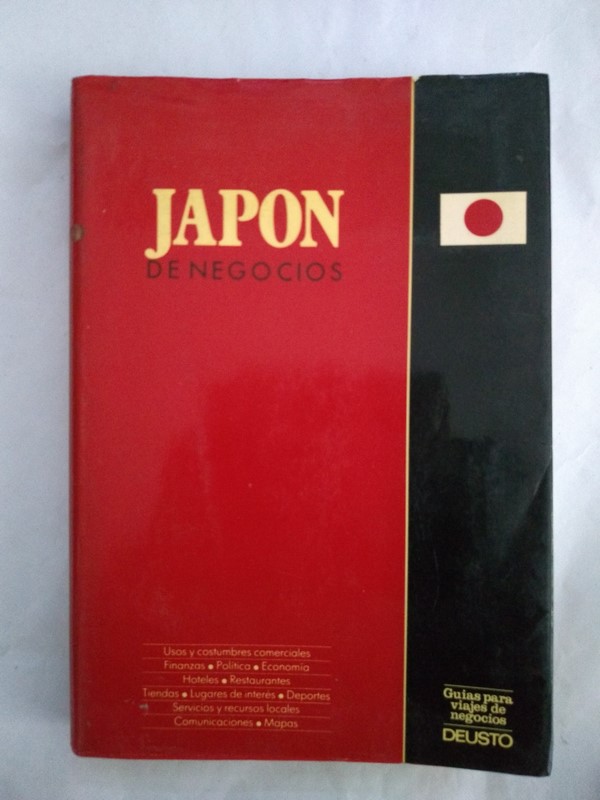 JAPON
DE NEGOCIOS
Usos y costumbres comerciales
Finanzas • Política • Economía
Hoteles • Restaurantes
Tiendas • Lugares de interés • Deportes
Servicios y recursos locales
Comunicaciones • Mapas
Guías para
viajes de
negocios
DEUSTO